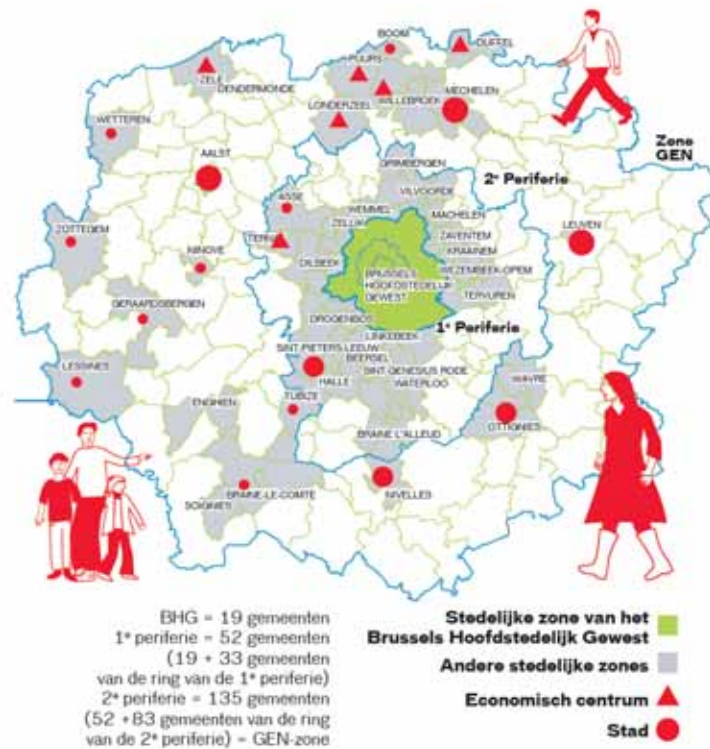 BOOM
DUFFEL
PUURS
ZELE
DENDERMONDE
WILLEBROEK
MECHELEN
LONDERZEEL
WETTEREN
Zone
GEN
AALST
2e Periferie
GRIMBERGEN
VILVOORDE
ASSE
WEMMEL
MACHELEN
LEUVEN
ZOTTEGEM
ZELLIK
ZAVENTEM
TERNAT
NINOVE
KRAAINEM
DILBEEK
WEZEMBEEK-OPEM
BRUSSELS
HOOFDSTEDELIJK
GEWEST
TERVUREN
GERAARDSBERGEN
DROGENBOS
1e Periferie
LINKEBEEK
SINT-PIETERS-LEEUW
BEERSEL
LESSINES
HALLE
SINT-GENESIUS RODE
WAVRE
WATERLOO
ENGHIEN
TUBIZE
OTTIGNIES
BRAINE L'ALLEUD
BRAINE-LE-COMTE
NIVELLES
SOIGNIES
BHG = 19 gemeenten
1e periferie = 52 gemeenten
(19 + 33 gemeenten
van de ring van de 1e periferie)
2e periferie = 135 gemeenten
(52 +83 gemeenten van de ring
van de 2e periferie) = GEN-zone
Stedelijke zone van het
Brussels Hoofdstedelijk Gewest
Andere stedelijke zones
Economisch centrum
Stad